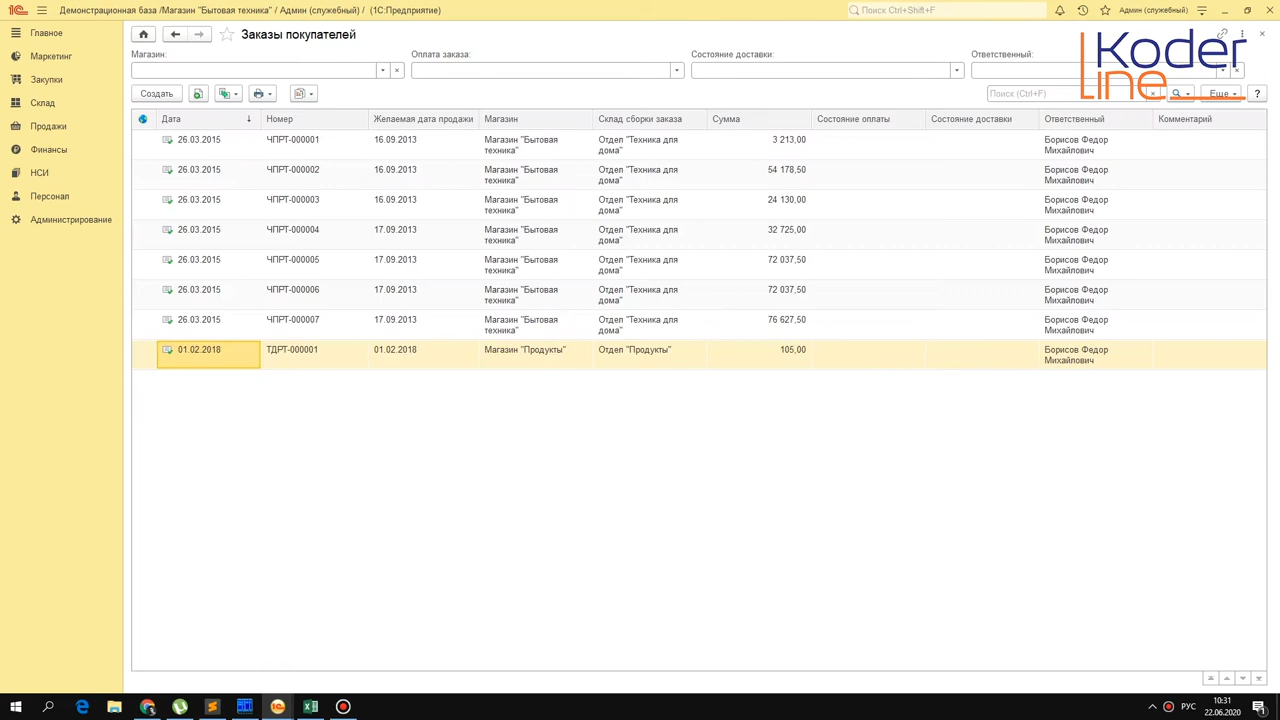 Демонстрационная база /Магазин "Бытовая техника" / Админ (служебный) / (1С:Предприятие)
Поиск Ctrl+Shift+F
Админ (служебный)
Главное
Маркетинг
Закупки
Склад
Продажи
Финансы
НСИ
Персонал
Администрирование
Заказы покупателей
Koder
Line
Магазин: Оплата заказа: Состояние доставки: Ответственный:
Создать Поиск (Ctrl+F) Еще ?
Дата Номер Желаемая дата продажи Магазин Склад сборки заказа Сумма Состояние оплаты Состояние доставки Ответственный Комментарий
26.03.2015 ЧПРТ-000001 16.09.2013 Магазин "Бытовая Отдел "Техника для 3 213,00 Борисов Федор
техника" дома" Михайлович
26.03.2015 ЧПРТ-000002 16.09.2013 Магазин "Бытовая Отдел "Техника для 54 178,50 Борисов Федор
техника" дома" Михайлович
26.03.2015 ЧПРТ-000003 16.09.2013 Магазин "Бытовая Отдел "Техника для 24 130,00 Борисов Федор
техника" дома" Михайлович
26.03.2015 ЧПРТ-000004 17.09.2013 Магазин "Бытовая Отдел "Техника для 32 725,00 Борисов Федор
техника" дома" Михайлович
26.03.2015 ЧПРТ-000005 17.09.2013 Магазин "Бытовая Отдел "Техника для 72 037,50 Борисов Федор
техника" дома" Михайлович
26.03.2015 ЧПРТ-000006 17.09.2013 Магазин "Бытовая Отдел "Техника для 72 037,50 Борисов Федор
техника" дома" Михайлович
26.03.2015 ЧПРТ-000007 17.09.2013 Магазин "Бытовая Отдел "Техника для 76 627,50 Борисов Федор
техника" дома" Михайлович
01.02.2018 ТДРТ-000001 01.02.2018 Магазин "Продукты" Отдел "Продукты" 105,00 Борисов Федор
Михайлович
РУС
10:31
22.06.2020
1